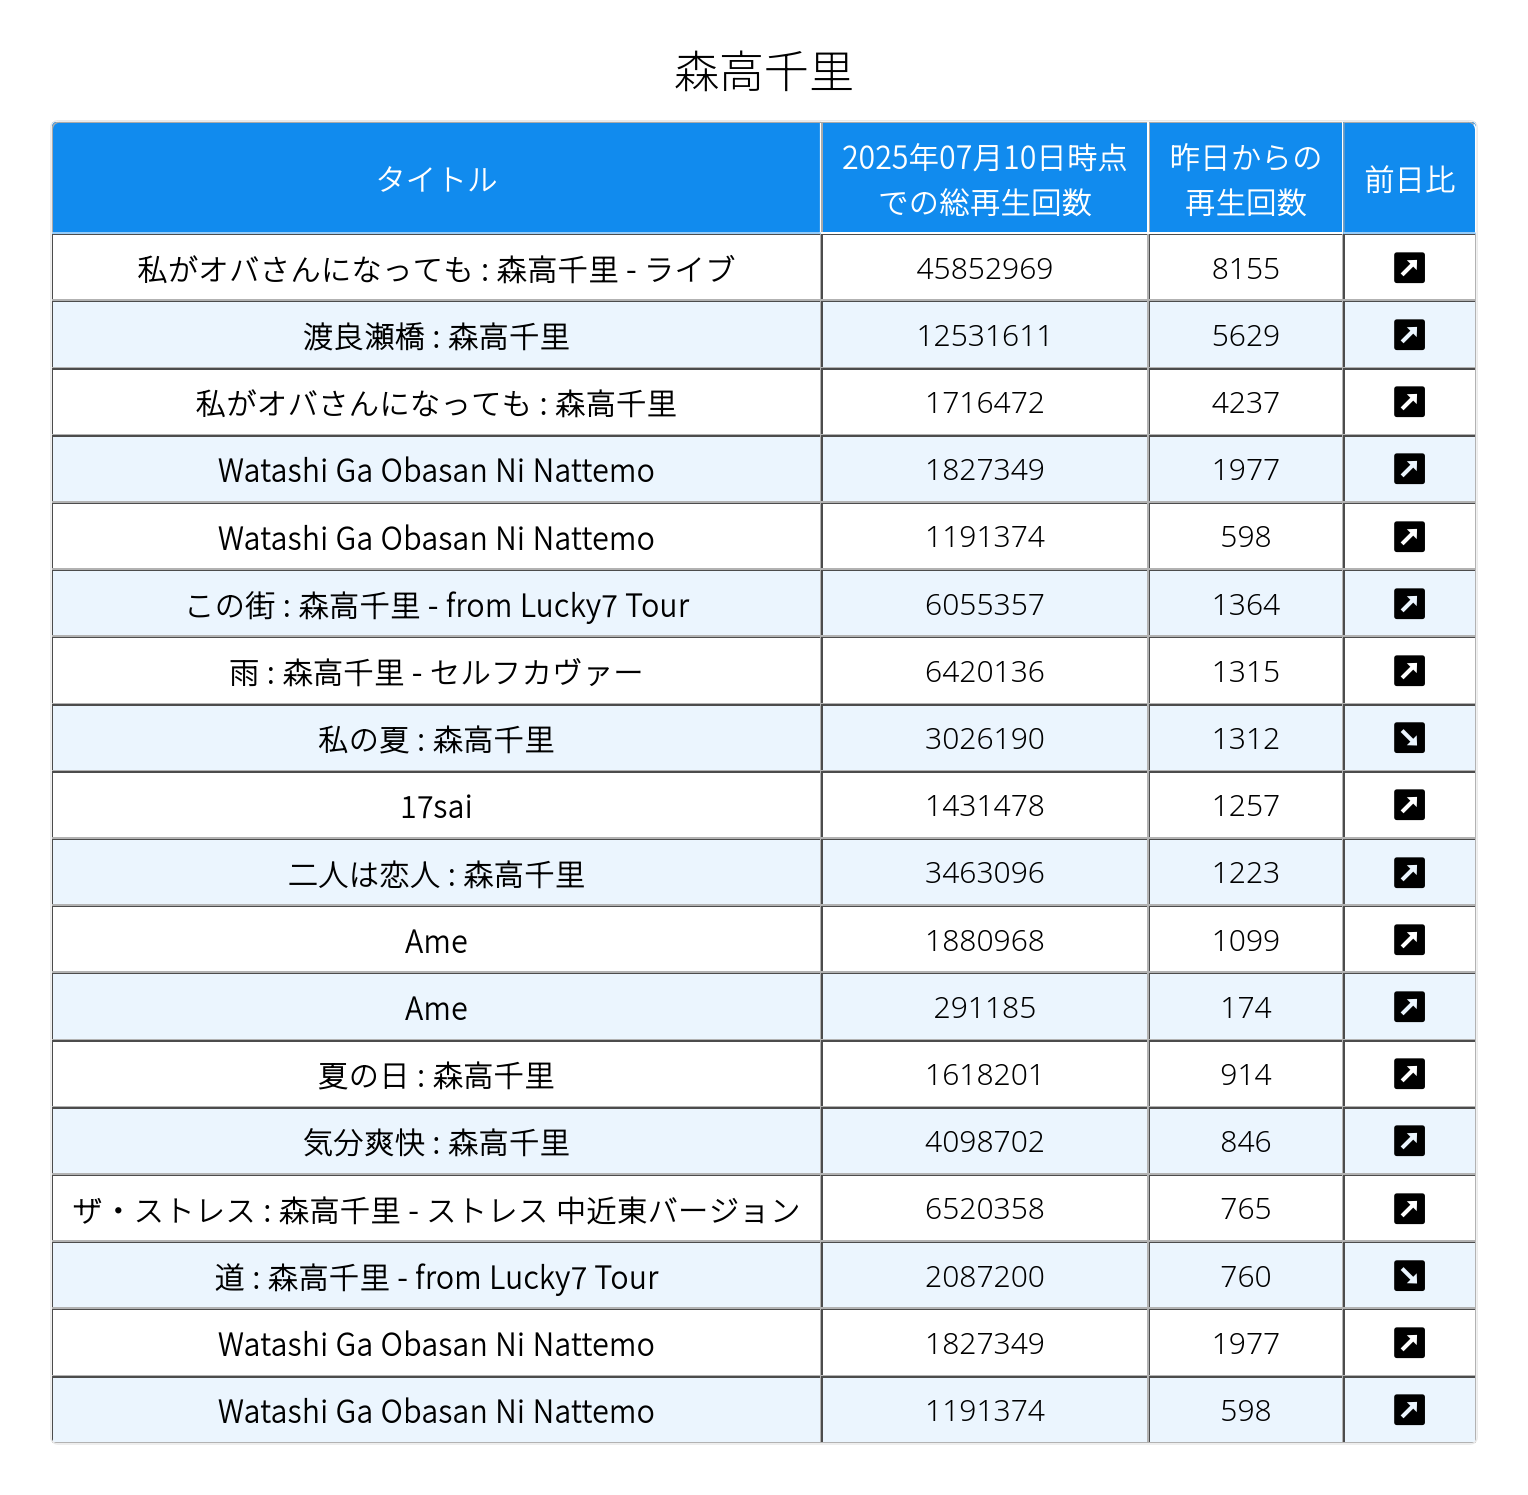 森高千里
タイトル 2025年07月10日時点での総再生回数 昨日からの再生回数 前日比
私がオバさんになっても : 森高千里 - ライブ 45852969 8155 ↗
渡良瀬橋 : 森高千里 12531611 5629 ↗
私がオバさんになっても : 森高千里 1716472 4237 ↗
Watashi Ga Obasan Ni Nattemo 1827349 1977 ↗
Watashi Ga Obasan Ni Nattemo 1191374 598 ↗
この街 : 森高千里 - from Lucky7 Tour 6055357 1364 ↗
雨 : 森高千里 - セルフカヴァー 6420136 1315 ↗
私の夏 : 森高千里 3026190 1312 ↘
17sai 1431478 1257 ↗
二人は恋人 : 森高千里 3463096 1223 ↗
Ame 1880968 1099 ↗
Ame 291185 174 ↗
夏の日 : 森高千里 1618201 914 ↗
気分爽快 : 森高千里 4098702 846 ↗
ザ・ストレス : 森高千里 - ストレス 中近東バージョン 6520358 765 ↗
道 : 森高千里 - from Lucky7 Tour 2087200 760 ↘
Watashi Ga Obasan Ni Nattemo 1827349 1977 ↗
Watashi Ga Obasan Ni Nattemo 1191374 598 ↗